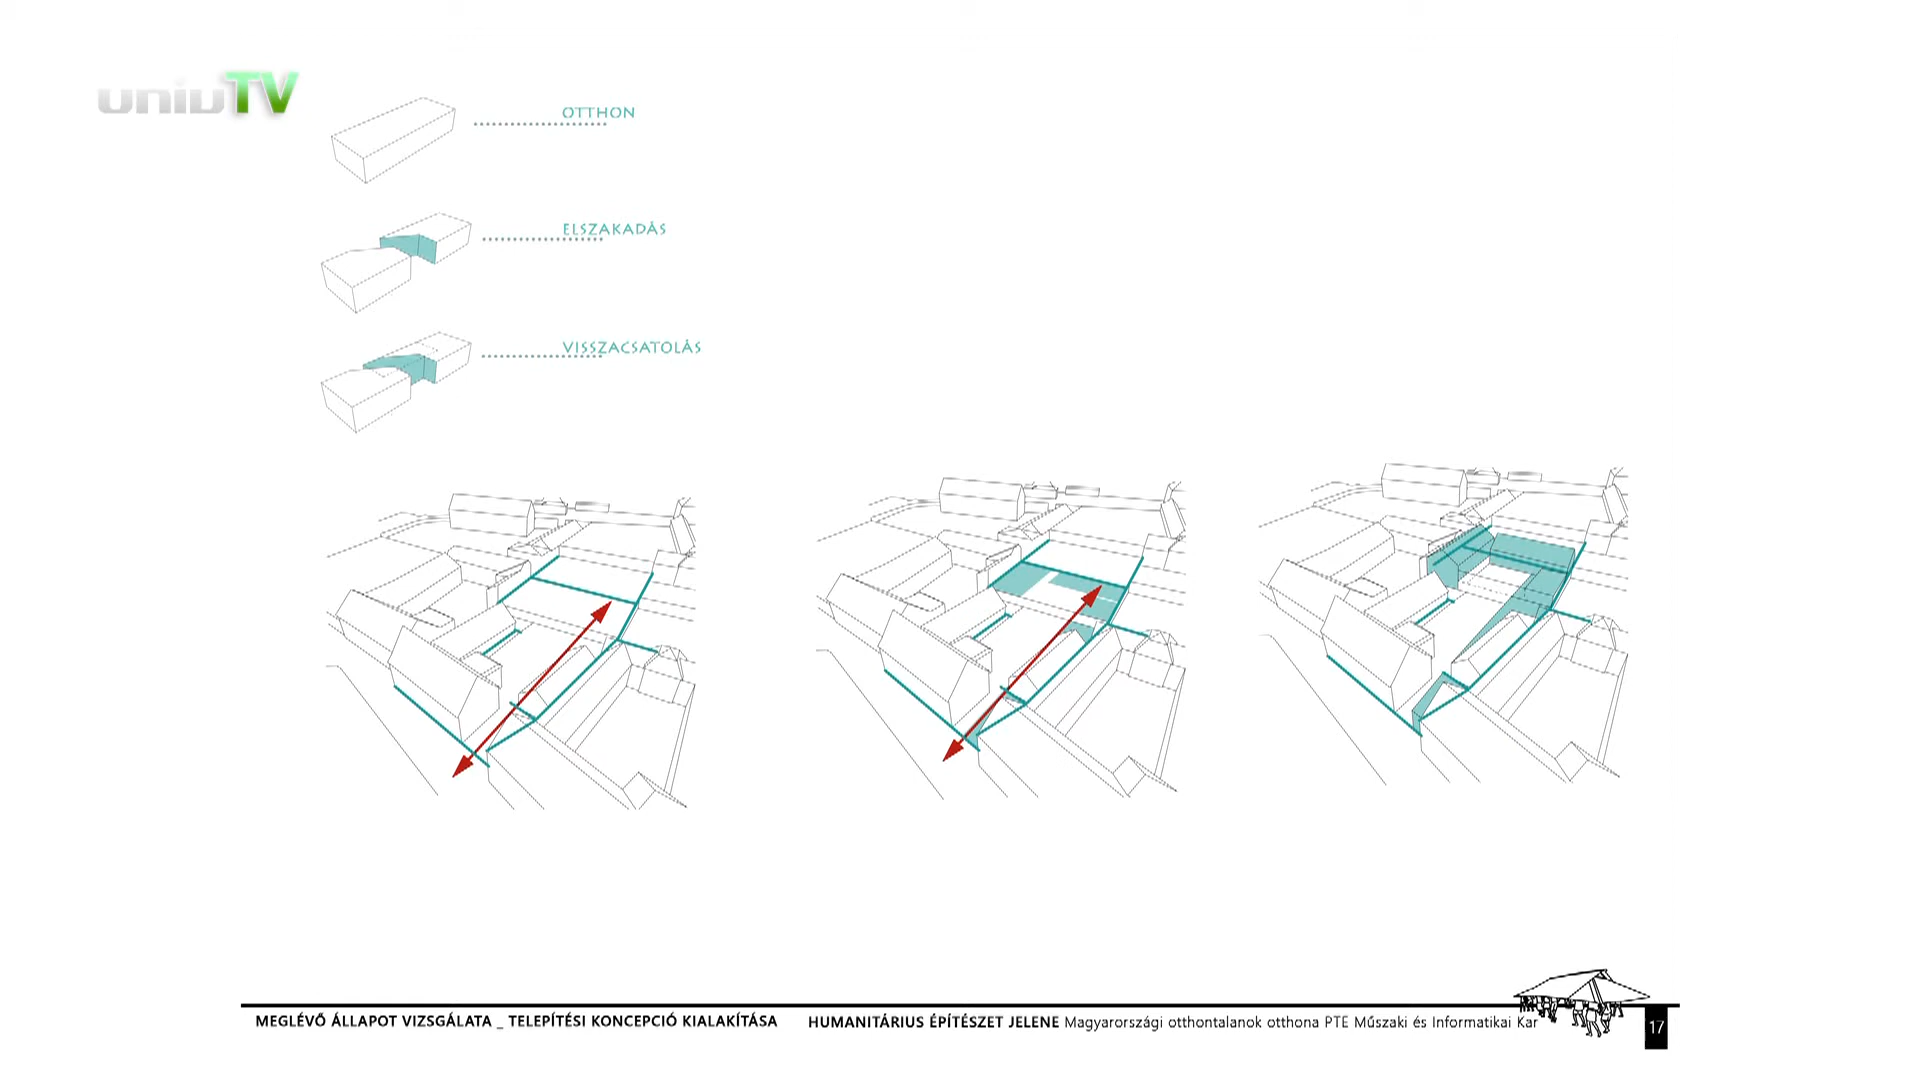 univTV
OTTHON
ELSZAKADÁS
VISSZACSATOLÁS
MEGLÉVŐ ÁLLAPOT VIZSGÁLATA _ TELEPÍTÉSI KONCEPCIÓ KIALAKÍTÁSA
HUMANITÁRIUS ÉPÍTÉSZET JELENE Magyarországi otthontalanok otthona PTE Műszaki és Informatikai Kar
17